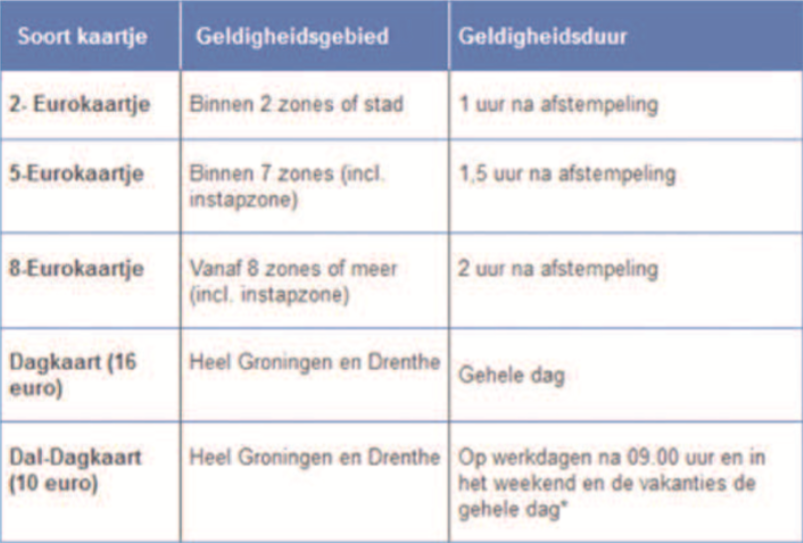 Soort kaartje Geldigheidsgebied Geldigheidsduur
2- Eurokaartje Binnen 2 zones of stad 1 uur na afstempeling
5-Eurokaartje Binnen 7 zones (incl. 1,5 uur na afstempeling
instapzone)
8-Eurokaartje Vanaf 8 zones of meer 2 uur na afstempeling
(incl. instapzone)
Dagkaart (16 Heel Groningen en Drenthe Gehele dag
euro)
Dal-Dagkaart Heel Groningen en Drenthe Op werkdagen na 09.00 uur en in
(10 euro) het weekend en de vakanties de
gehele dag*